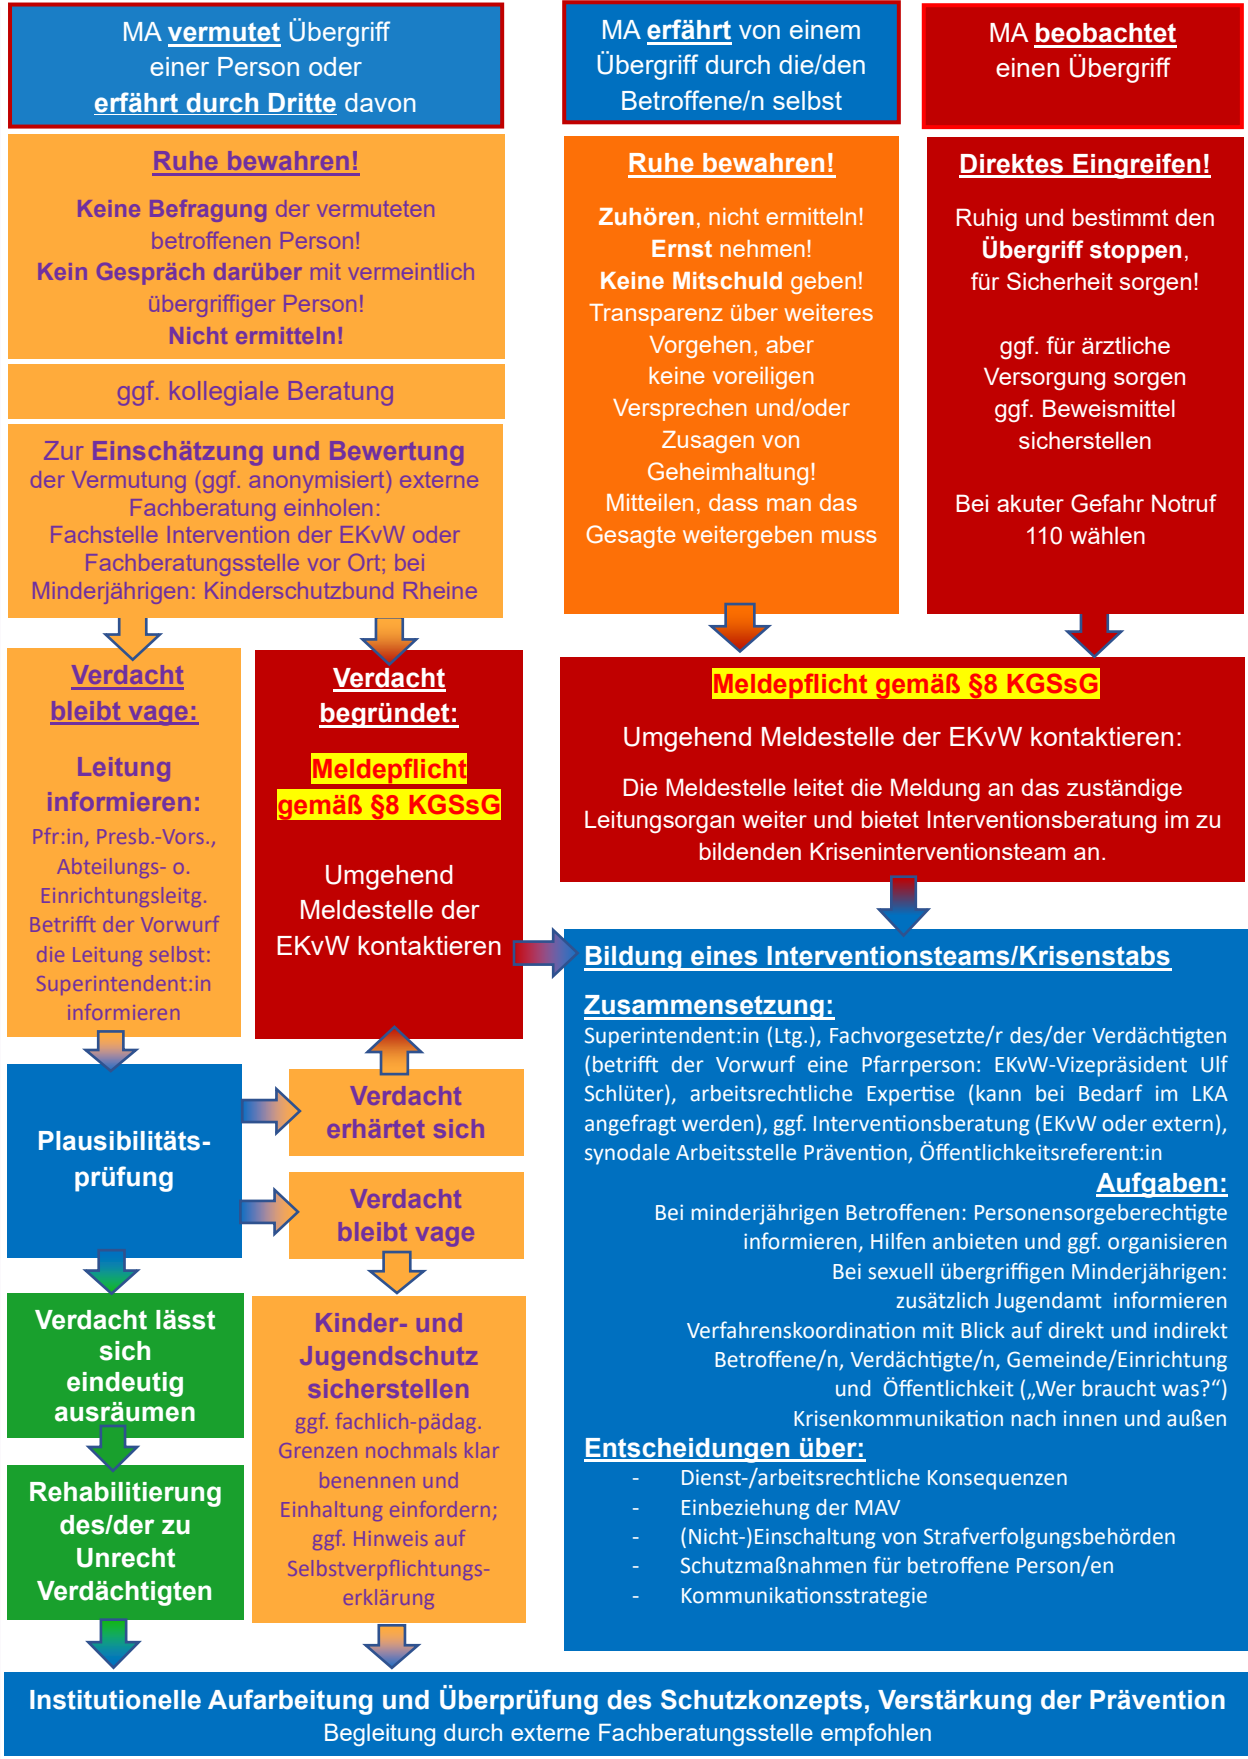 MA vermutet Übergriff
einer Person oder
erfährt durch Dritte davon
MA erfährt von einem
Übergriff durch die/den
Betroffene/n selbst
MA beobachtet
einen Übergriff
Ruhe bewahren!
Keine Befragung der vermuteten
betroffenen Person!
Kein Gespräch darüber mit vermeintlich
übergriffiger Person!
Nicht ermitteln!
ggf. kollegiale Beratung
Zur Einschätzung und Bewertung
der Vermutung (ggf. anonymisiert) externe
Fachberatung einholen:
Fachstelle Intervention der EKvW oder
Fachberatungsstelle vor Ort; bei
Minderjährigen: Kinderschutzbund Rheine
Ruhe bewahren!
Zuhören, nicht ermitteln!
Ernst nehmen!
Keine Mitschuld geben!
Transparenz über weiteres
Vorgehen, aber
keine voreiligen
Versprechen und/oder
Zusagen von
Geheimhaltung!
Mitteilen, dass man das
Gesagte weitergeben muss
Direktes Eingreifen!
Ruhig und bestimmt den
Übergriff stoppen,
für Sicherheit sorgen!
ggf. für ärztliche
Versorgung sorgen
ggf. Beweismittel
sicherstellen
Bei akuter Gefahr Notruf
110 wählen
Verdacht
bleibt vage:
Leitung
informieren:
Pfr:in, Presb.-Vors.,
Abteilungs- o.
Einrichtungsleitg.
Betrifft der Vorwurf
die Leitung selbst:
Superintendent:in
informieren
Verdacht
begründet:
Meldepflicht
gemäß §8 KGSsG
Umgehend
Meldestelle der
EKvW kontaktieren
Meldepflicht gemäß §8 KGSsG
Umgehend Meldestelle der EKvW kontaktieren:
Die Meldestelle leitet die Meldung an das zuständige
Leitungsorgan weiter und bietet Interventionsberatung im zu
bildenden Kriseninterventionsteam an.
Plausibilitäts-
prüfung
Verdacht
erhärtet sich
Verdacht
bleibt vage
Verdacht lässt
sich
eindeutig
ausräumen
Rehabilitierung
des/der zu
Unrecht
Verdächtigten
Kinder- und
Jugendschutz
sicherstellen
ggf. fachlich-pädag.
Grenzen nochmals klar
benennen und
Einhaltung einfordern;
ggf. Hinweis auf
Selbstverpflichtungs-
erklärung
Bildung eines Interventionsteams/Krisenstabs
Zusammensetzung:
Superintendent:in (Ltg.), Fachvorgesetzte/r des/der Verdächtigten
(betrifft der Vorwurf eine Pfarrperson: EKvW-Vizepräsident Ulf
Schlüter), arbeitsrechtliche Expertise (kann bei Bedarf im LKA
angefragt werden), ggf. Interventionsberatung (EKvW oder extern),
synodale Arbeitsstelle Prävention, Öffentlichkeitsreferent:in
Aufgaben:
Bei minderjährigen Betroffenen: Personensorgeberechtigte
informieren, Hilfen anbieten und ggf. organisieren
Bei sexuell übergriffigen Minderjährigen:
zusätzlich Jugendamt informieren
Verfahrenskoordination mit Blick auf direkt und indirekt
Betroffene/n, Verdächtigte/n, Gemeinde/Einrichtung
und Öffentlichkeit („Wer braucht was?“)
Krisenkommunikation nach innen und außen
Entscheidungen über:
- Dienst-/arbeitsrechtliche Konsequenzen
- Einbeziehung der MAV
- (Nicht-)Einschaltung von Strafverfolgungsbehörden
- Schutzmaßnahmen für betroffene Person/en
- Kommunikationsstrategie
Institutionelle Aufarbeitung und Überprüfung des Schutzkonzepts, Verstärkung der Prävention
Begleitung durch externe Fachberatungsstelle empfohlen